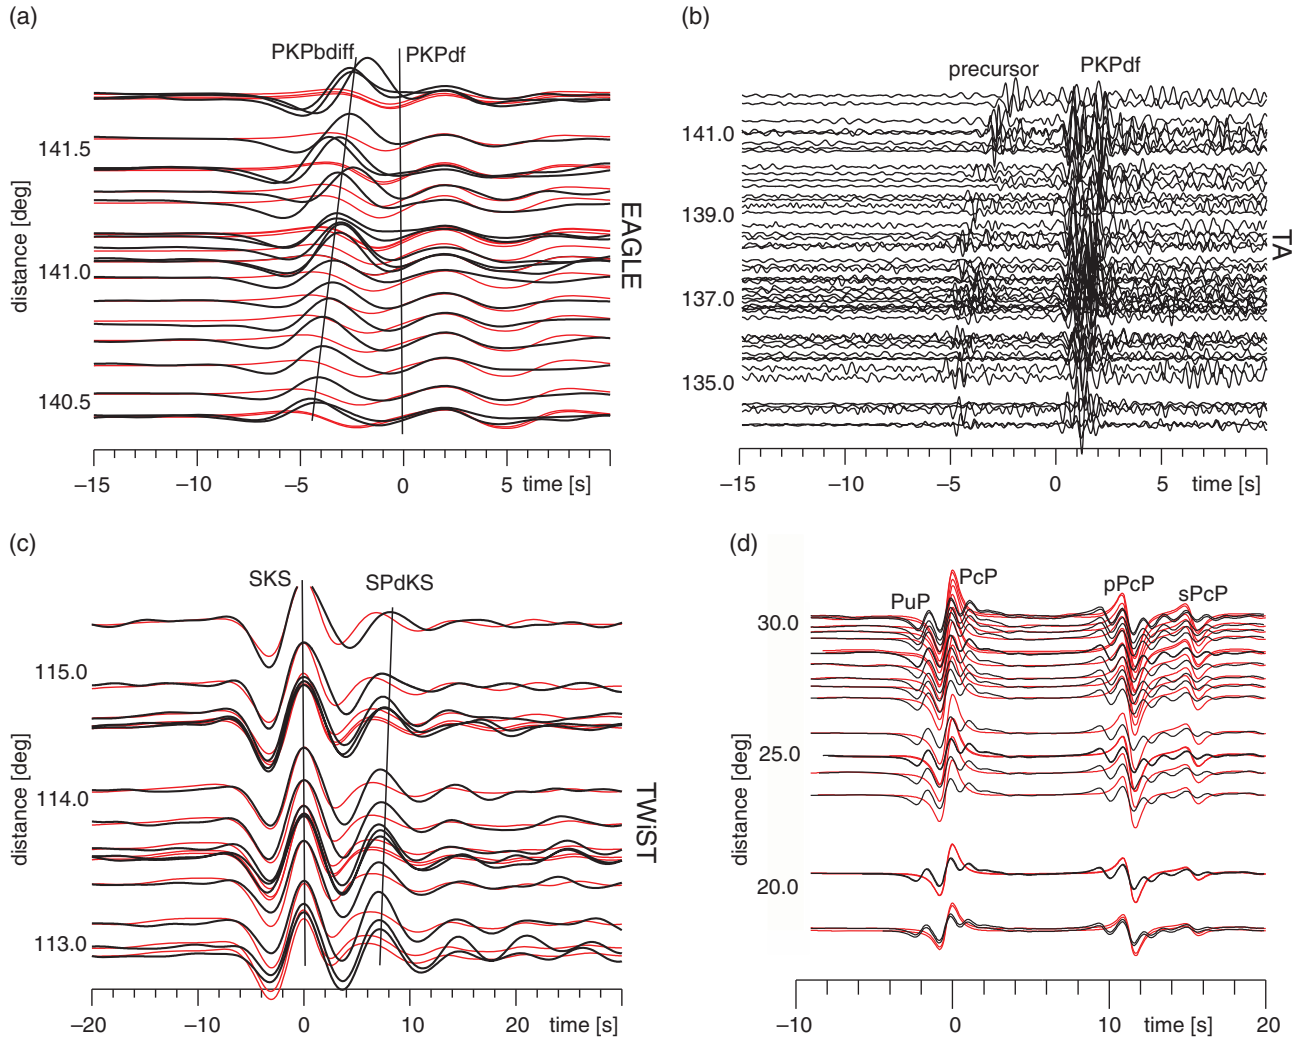 (a)
PKPbdiff
PKPdf
141.5
141.0
140.5
distance [deg]
EAGLE
–15
–10
–5
0
5
time [s]
(b)
precursor
PKPdf
141.0
139.0
137.0
135.0
TA
–15
–10
–5
0
5
time [s]
(c)
SKS
SPdKS
115.0
114.0
113.0
distance [deg]
TWiST
–20
–10
0
10
20
time [s]
(d)
PuP
PcP
pPcP
sPcP
30.0
25.0
20.0
distance [deg]
–10
0
10
time [s]
20